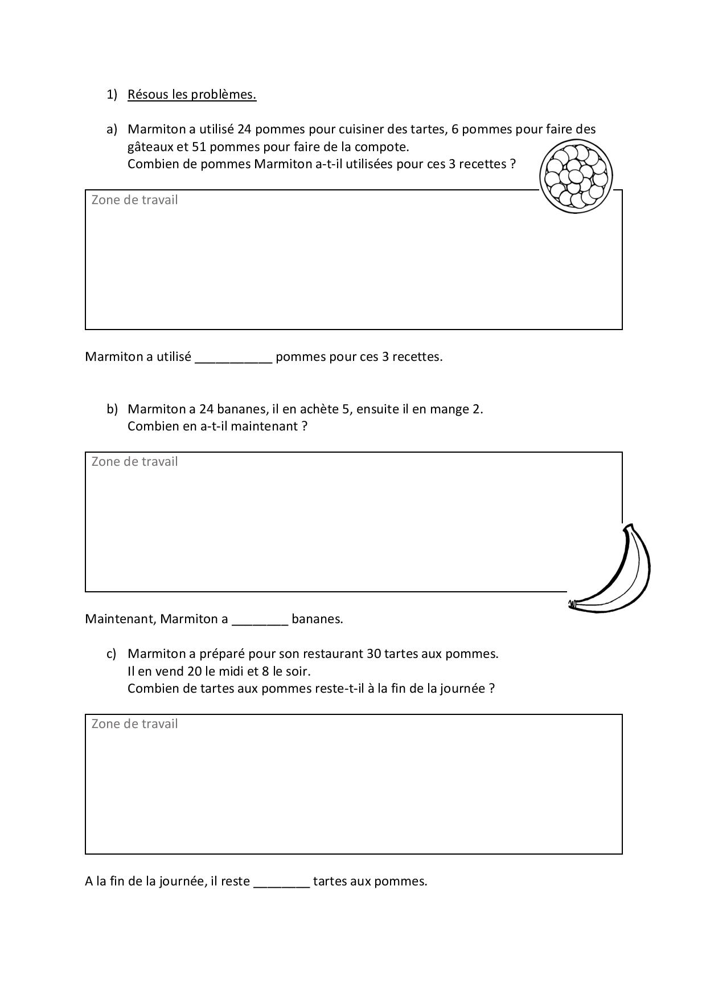 1) Résous les problèmes.
a) Marmiton a utilisé 24 pommes pour cuisiner des tartes, 6 pommes pour faire des
gâteaux et 51 pommes pour faire de la compote.
Combien de pommes Marmiton a-t-il utilisées pour ces 3 recettes ?
Zone de travail
Marmiton a utilisé ___________ pommes pour ces 3 recettes.
b) Marmiton a 24 bananes, il en achète 5, ensuite il en mange 2.
Combien en a-t-il maintenant ?
Zone de travail
Maintenant, Marmiton a ________ bananes.
c) Marmiton a préparé pour son restaurant 30 tartes aux pommes.
Il en vend 20 le midi et 8 le soir.
Combien de tartes aux pommes reste-t-il à la fin de la journée ?
Zone de travail
A la fin de la journée, il reste ________ tartes aux pommes.